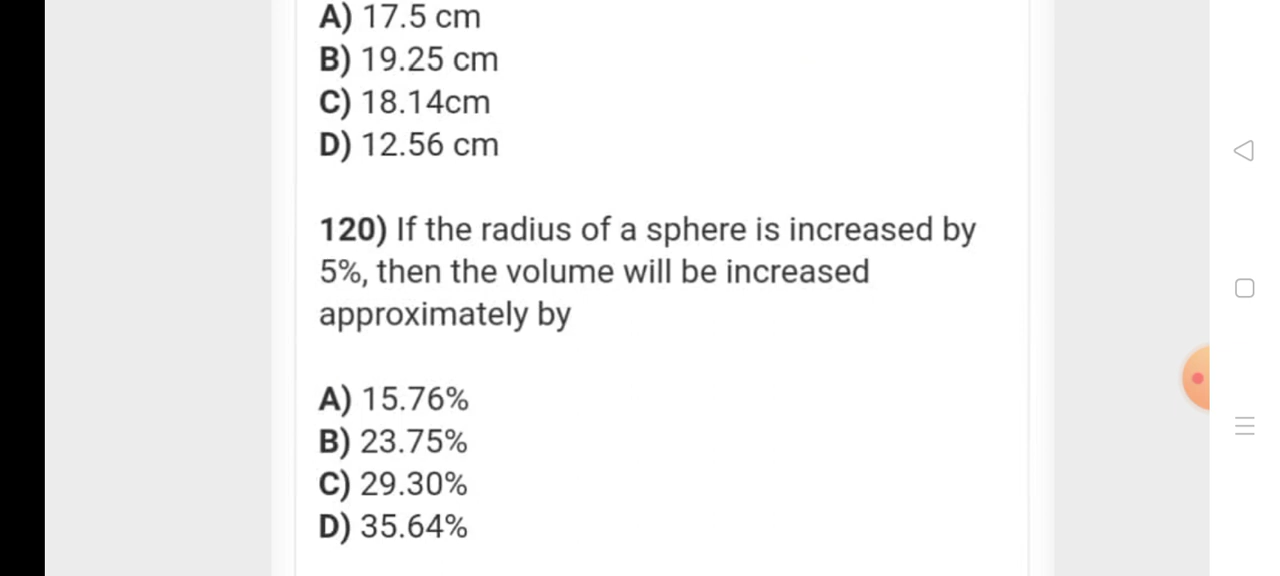 A) 17.5 cm
B) 19.25 cm
C) 18.14cm
D) 12.56 cm
120) If the radius of a sphere is increased by
5%, then the volume will be increased
approximately by
A) 15.76%
B) 23.75%
C) 29.30%
D) 35.64%